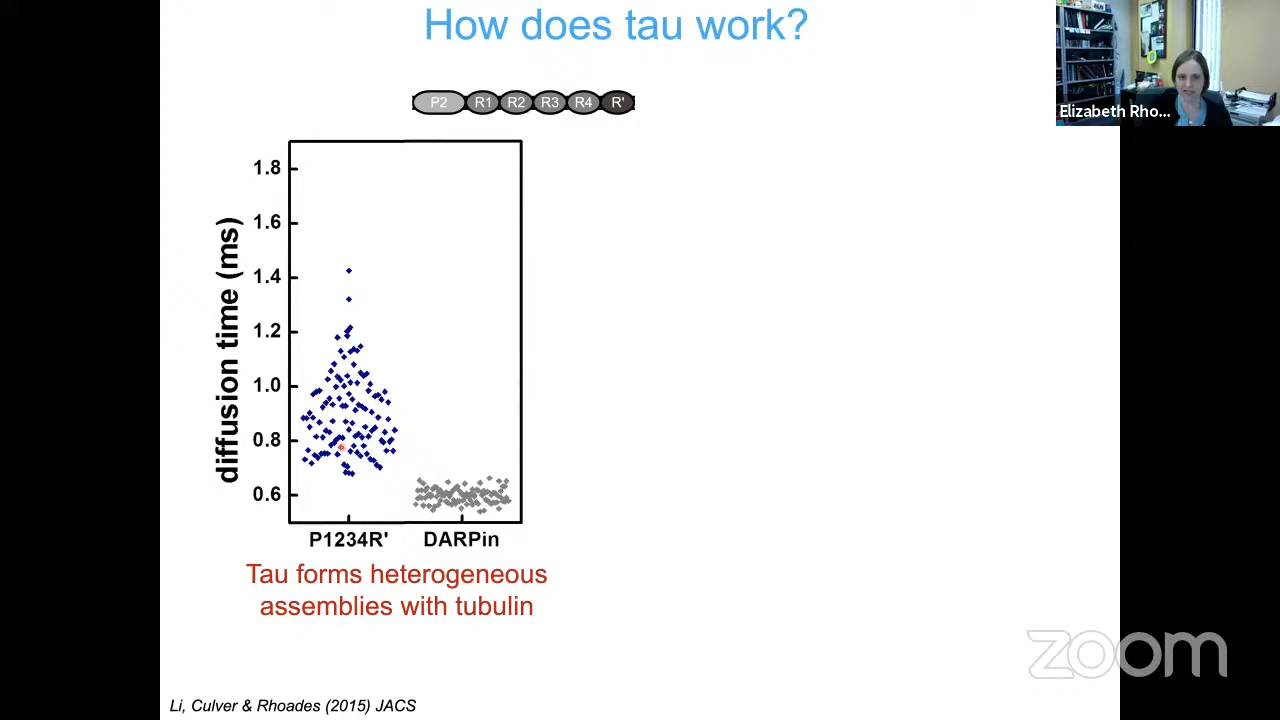 How does tau work?
P2 R1 R2 R3 R4 R'
Elizabeth Rho...
diffusion time (ms)
1.8
1.6
1.4
1.2
1.0
0.8
0.6
P1234R' DARPin
Tau forms heterogeneous
assemblies with tubulin
zoom
Li, Culver & Rhoades (2015) JACS